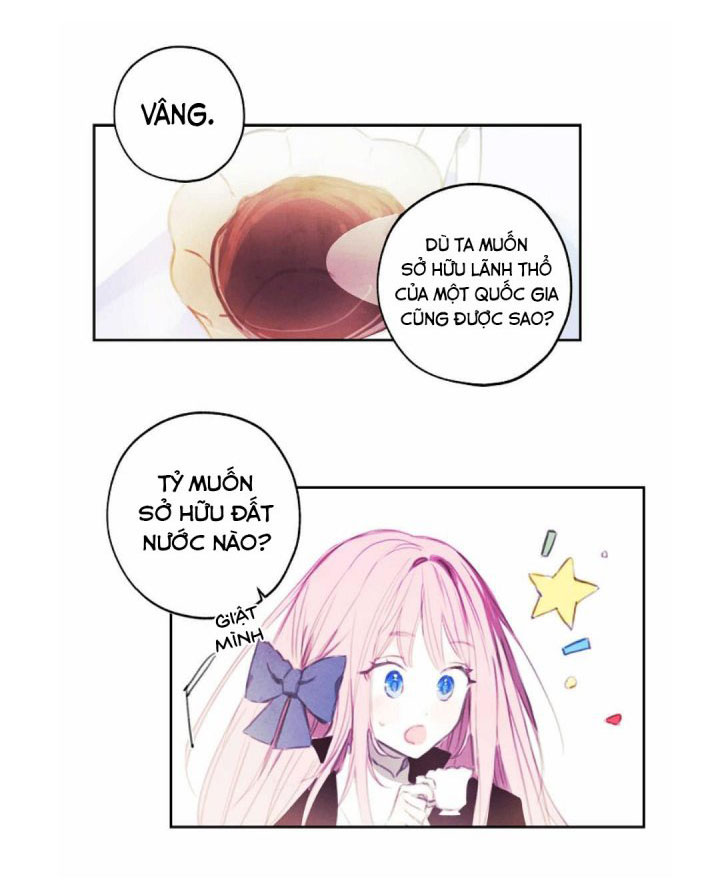 VÂNG.
DÙ TA MUỐN
SỞ HỮU LÃNH THỔ
CỦA MỘT QUỐC GIA
CŨNG ĐƯỢC SAO?
TỶ MUỐN
SỞ HỮU ĐẤT
NƯỚC NÀO?
GIẬT
MÌNH